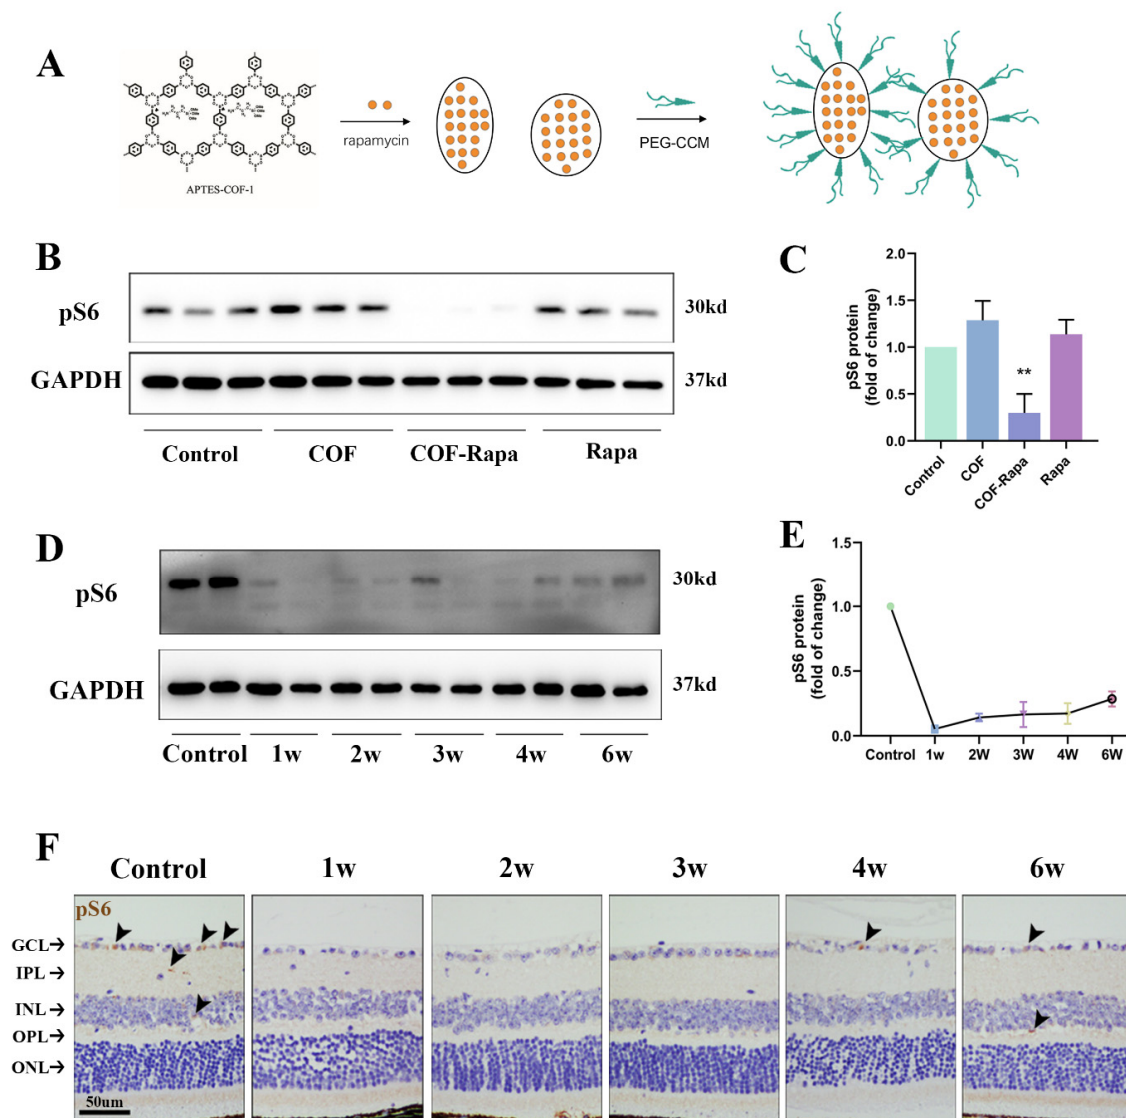 A
rapamycin
PEG-CCM
APTES-COF-1
B
pS6
30kd
GAPDH
37kd
Control COF COF-Rapa Rapa
C
pS6 protein
(fold of change)
2.0
1.5
1.0
0.5
0.0
**
Control COF COF-Rapa Rapa
D
pS6
30kd
GAPDH
37kd
Control 1w 2w 3w 4w 6w
E
pS6 protein
(fold of change)
1.5
1.0
0.5
0.0
Control 1w 2W 3W 4W 6W
F
Control 1w 2w 3w 4w 6w
pS6
GCL
IPL
INL
OPL
ONL
50um